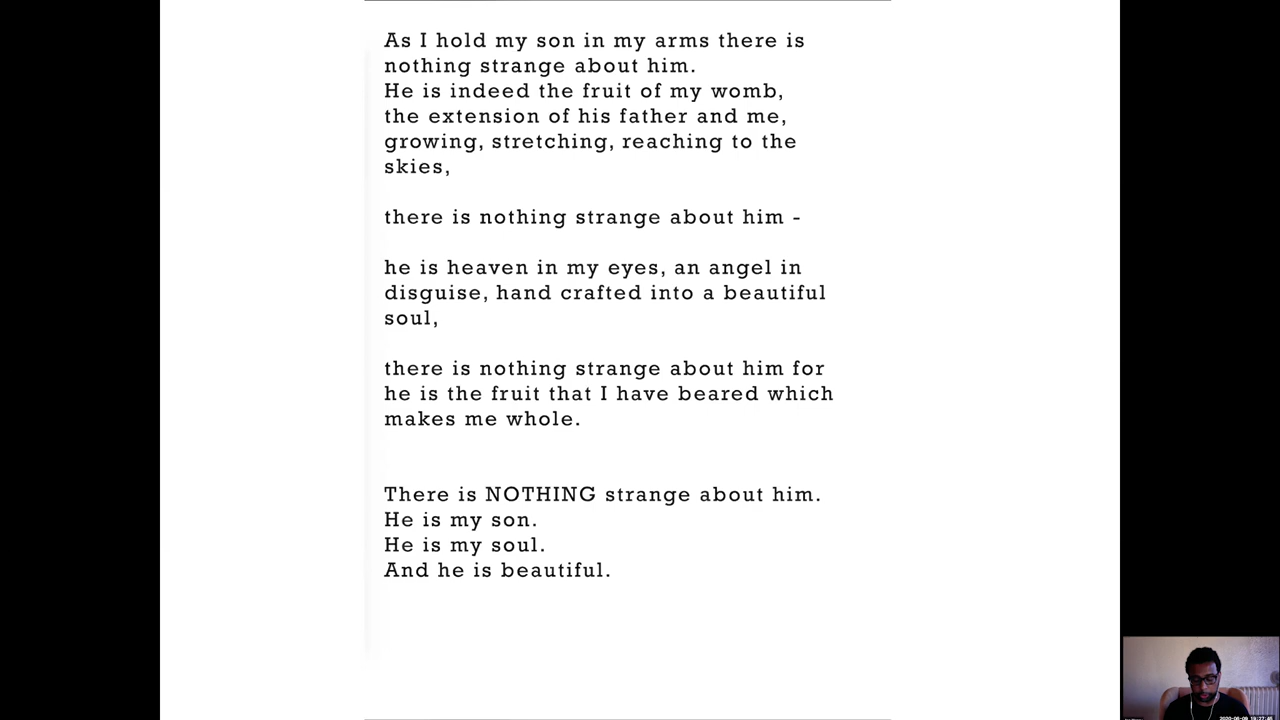 As I hold my son in my arms there is
nothing strange about him.
He is indeed the fruit of my womb,
the extension of his father and me,
growing, stretching, reaching to the
skies,
there is nothing strange about him -
he is heaven in my eyes, an angel in
disguise, hand crafted into a beautiful
soul,
there is nothing strange about him for
he is the fruit that I have beared which
makes me whole.
There is NOTHING strange about him.
He is my son.
He is my soul.
And he is beautiful.